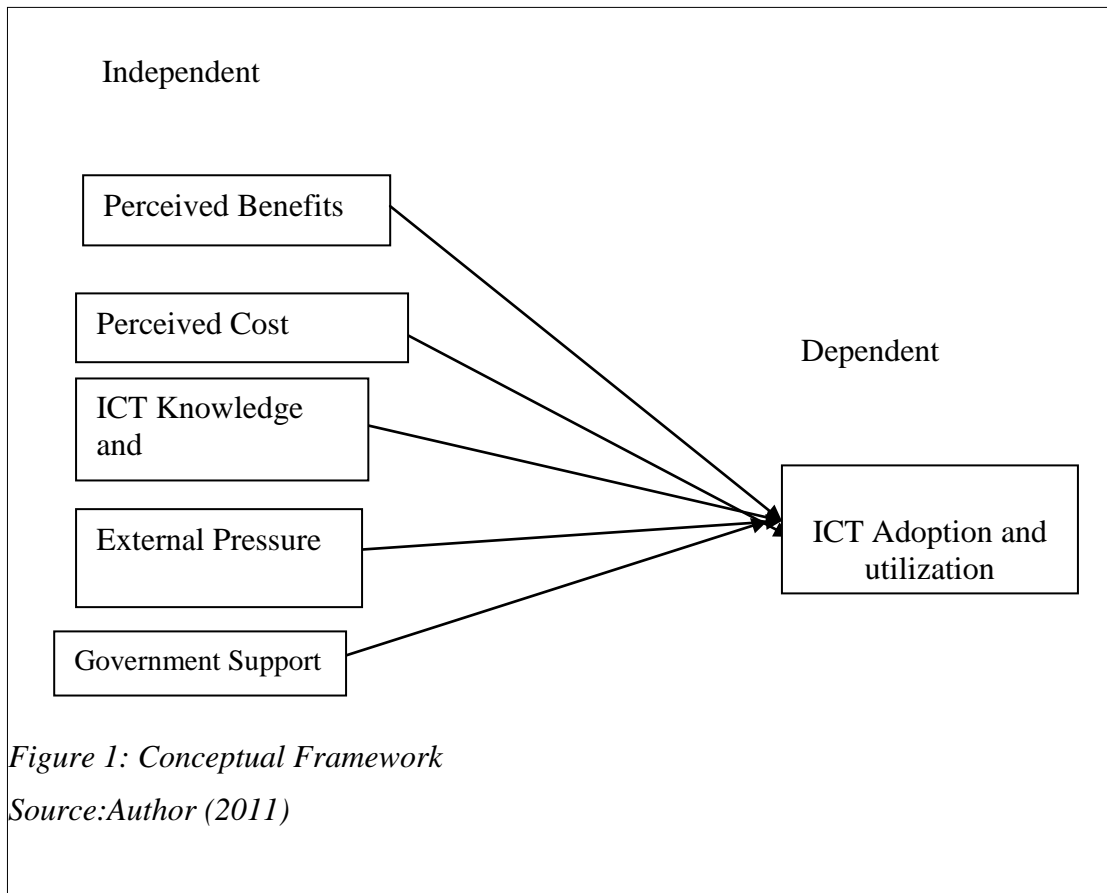 Independent
Perceived Benefits
Perceived Cost
Dependent
ICT Knowledge
and
External Pressure
ICT Adoption and
utilization
Government Support
Figure 1: Conceptual Framework
Source:Author (2011)